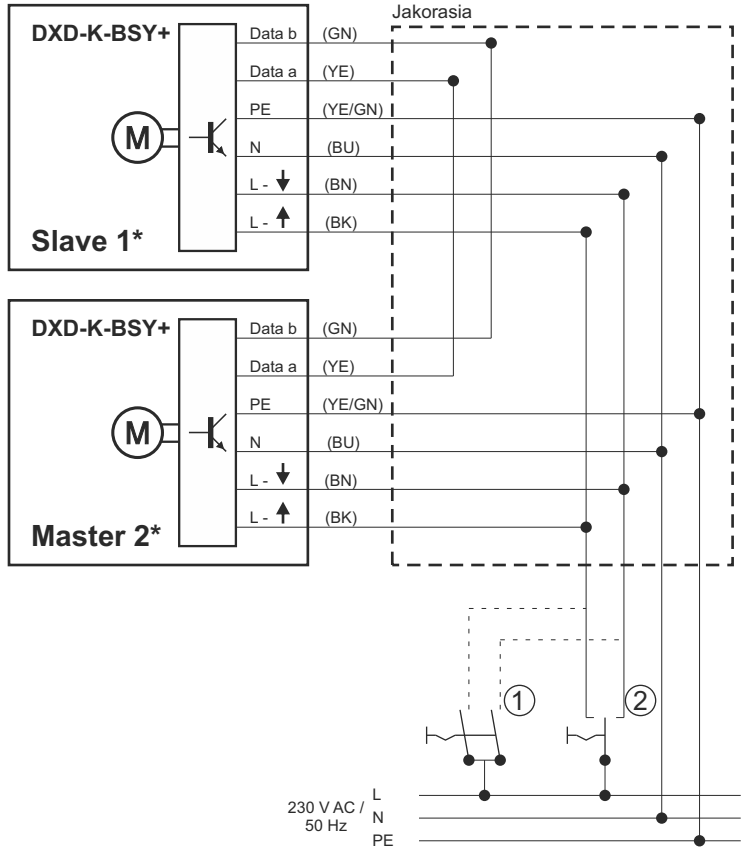 Jakorasia
DXD-K-BSY+
Data b (GN)
Data a (YE)
PE (YE/GN)
M
N (BU)
L - (BN)
L - (BK)
Slave 1*
DXD-K-BSY+
Data b (GN)
Data a (YE)
PE (YE/GN)
M
N (BU)
L - (BN)
L - (BK)
Master 2*
1
2
230 V AC /
50 Hz
L
N
PE